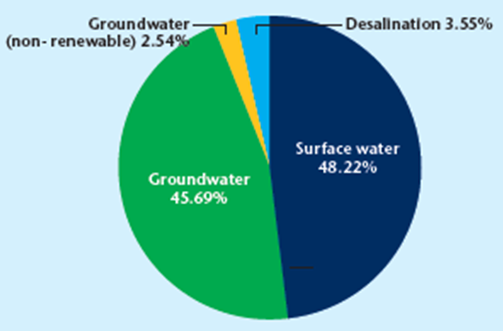 Groundwater
(non- renewable) 2.54%
Desalination 3.55%
Surface water
48.22%
Groundwater
45.69%